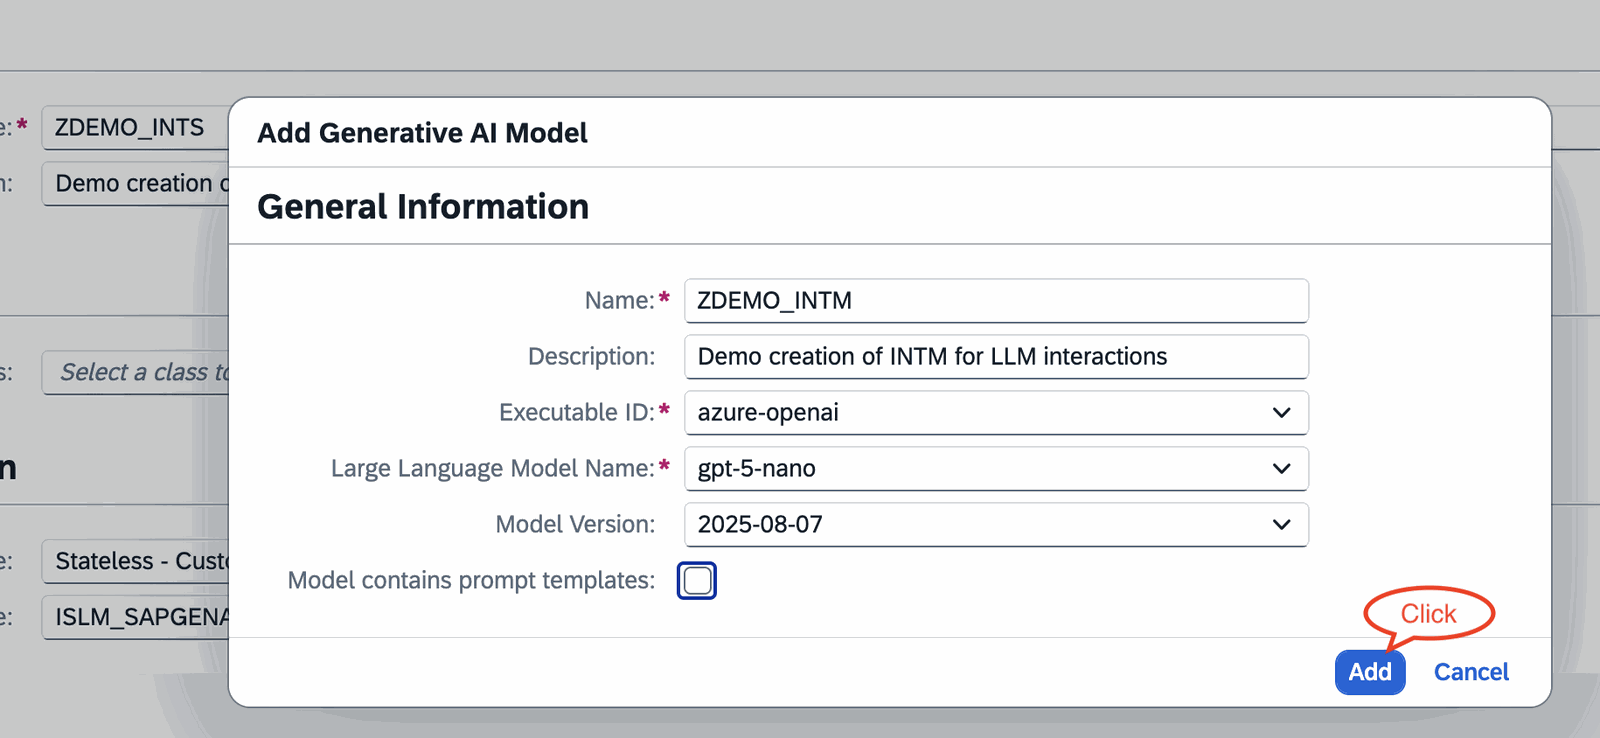 e:* ZDEMO_INTS
n: Demo creation o
Add Generative AI Model
General Information
Name:* ZDEMO_INTM
Description: Demo creation of INTM for LLM interactions
Executable ID:* azure-openai
s: Select a class to
Large Language Model Name:* gpt-5-nano
n
Model Version: 2025-08-07
e: Stateless - Custo
Model contains prompt templates:
e: ISLM_SAPGENA
Click
Add Cancel